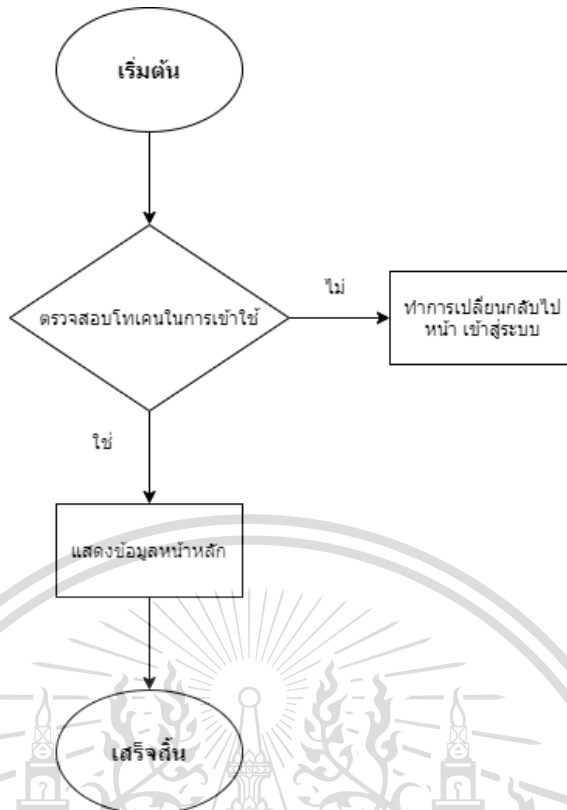 เริ่มต้น
ตรวจสอบโทเคนในการเข้าใช้
ไม่
ทำการเปลี่ยนกลับไป
หน้า เข้าสู่ระบบ
ใช่
แสดงข้อมูลหน้าหลัก
เสร็จสิ้น